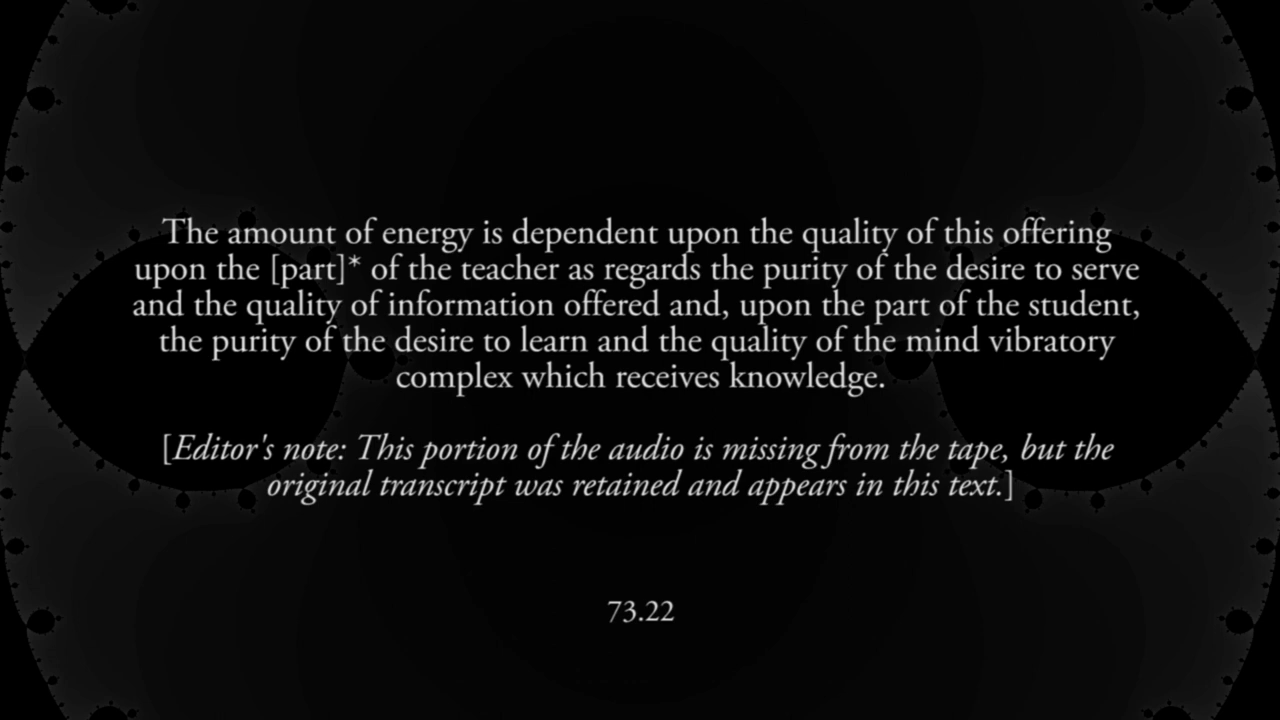 The amount of energy is dependent upon the quality of this offering
upon the [part]* of the teacher as regards the purity of the desire to serve
and the quality of information offered and, upon the part of the student,
the purity of the desire to learn and the quality of the mind vibratory
complex which receives knowledge.
[Editor's note: This portion of the audio is missing from the tape, but the
original transcript was retained and appears in this text.]
73.22